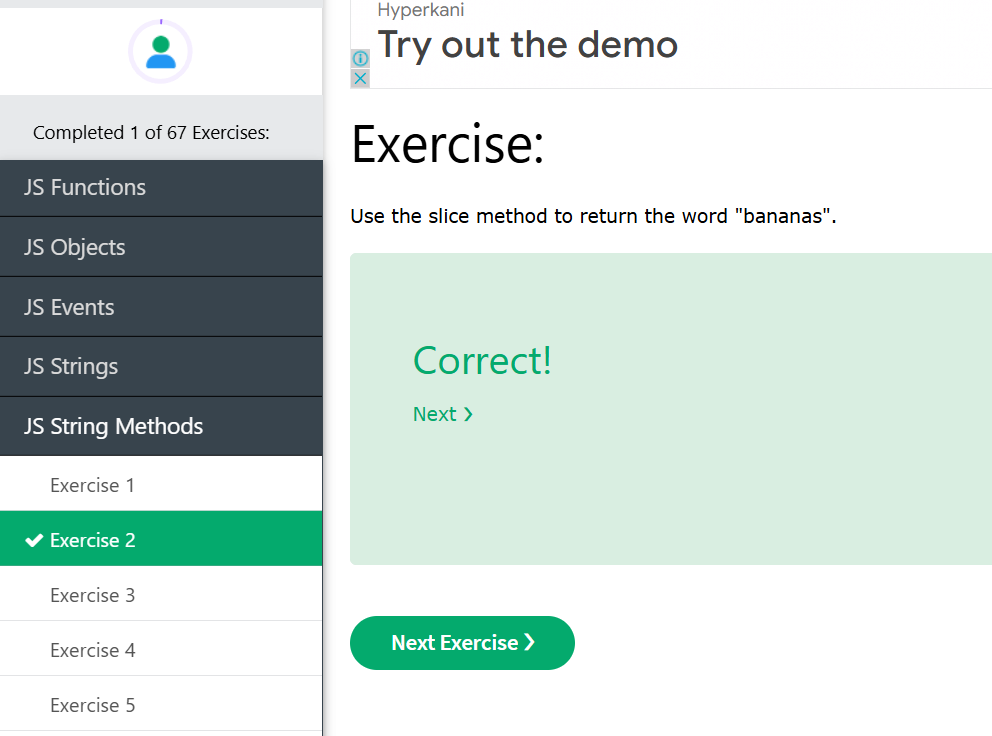 Completed 1 of 67 Exercises:
JS Functions
JS Objects
JS Events
JS Strings
JS String Methods
Exercise 1
Exercise 2
Exercise 3
Exercise 4
Exercise 5
Hyperkani
Try out the demo
Exercise:
Use the slice method to return the word "bananas".
Correct!
Next ❯
Next Exercise ❯